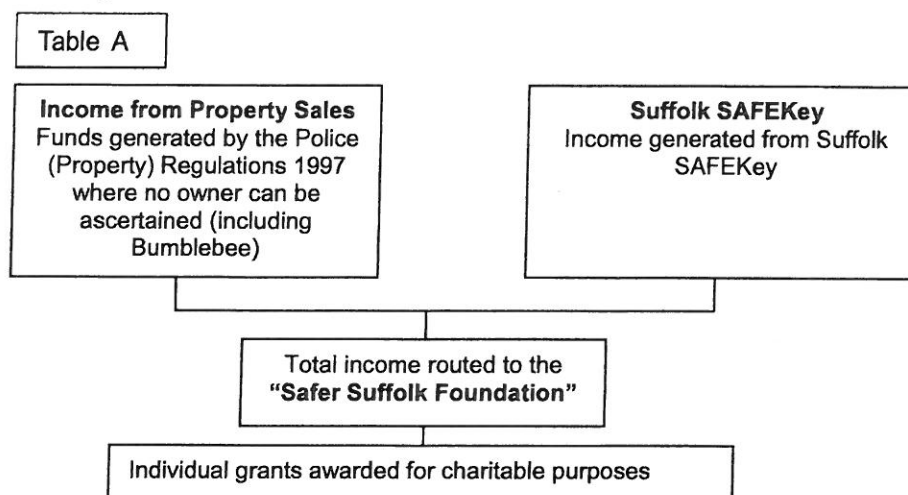 Table A
Income from Property Sales
Funds generated by the Police
(Property) Regulations 1997
where no owner can be
ascertained (including
Bumblebee)
Suffolk SAFEKey
Income generated from Suffolk
SAFEKey
Total income routed to the
“Safer Suffolk Foundation”
Individual grants awarded for charitable purposes